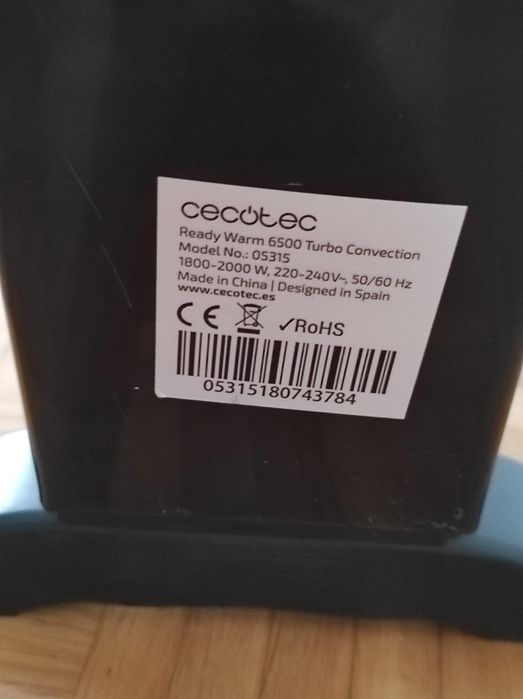 cecotec
Ready Warm 6500 Turbo Convection
Model No.: 05315
1800-2000 W, 220-240V~, 50/60 Hz
Made in China | Designed in Spain
www.cecotec.es
CE ✓RoHS
05315180743784